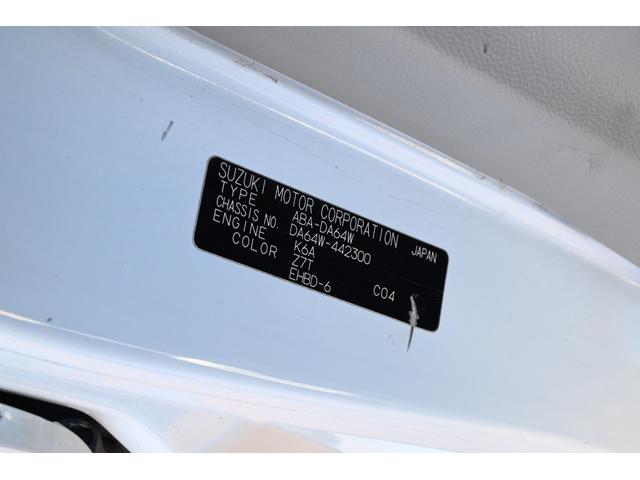 SUZUKI MOTOR CORPORATION JAPAN
TYPE ABA-DA64W
CHASSIS NO. DA64W-442300
ENGINE K6A
COLOR Z7T
EHBD-6 C04